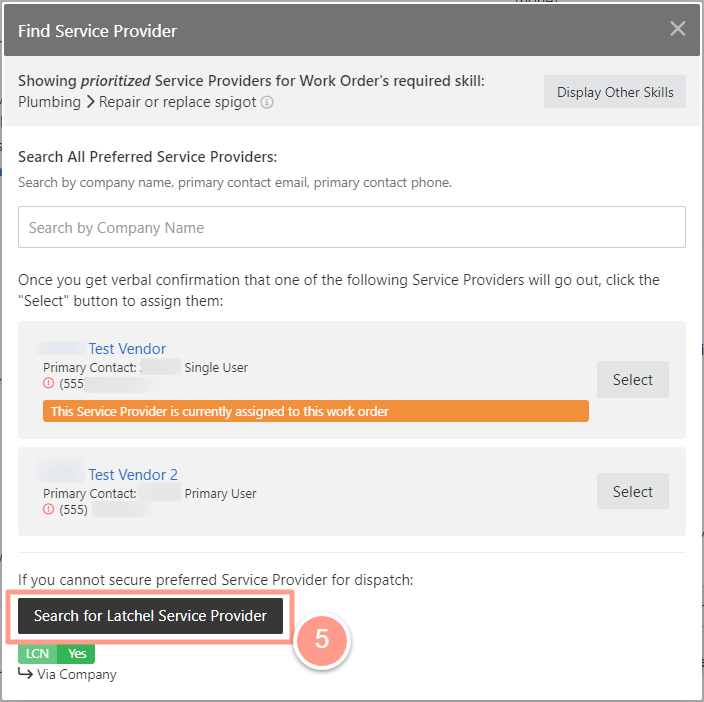 Find Service Provider
Showing prioritized Service Providers for Work Order's required skill:
Plumbing > Repair or replace spigot
Display Other Skills
Search All Preferred Service Providers:
Search by company name, primary contact email, primary contact phone.
Search by Company Name
Once you get verbal confirmation that one of the following Service Providers will go out, click the
"Select" button to assign them:
Test Vendor
Primary Contact: Single User
(555)
Select
This Service Provider is currently assigned to this work order
Test Vendor 2
Primary Contact: Primary User
(555)
Select
If you cannot secure preferred Service Provider for dispatch:
Search for Latchel Service Provider
5
LCN Yes
Via Company